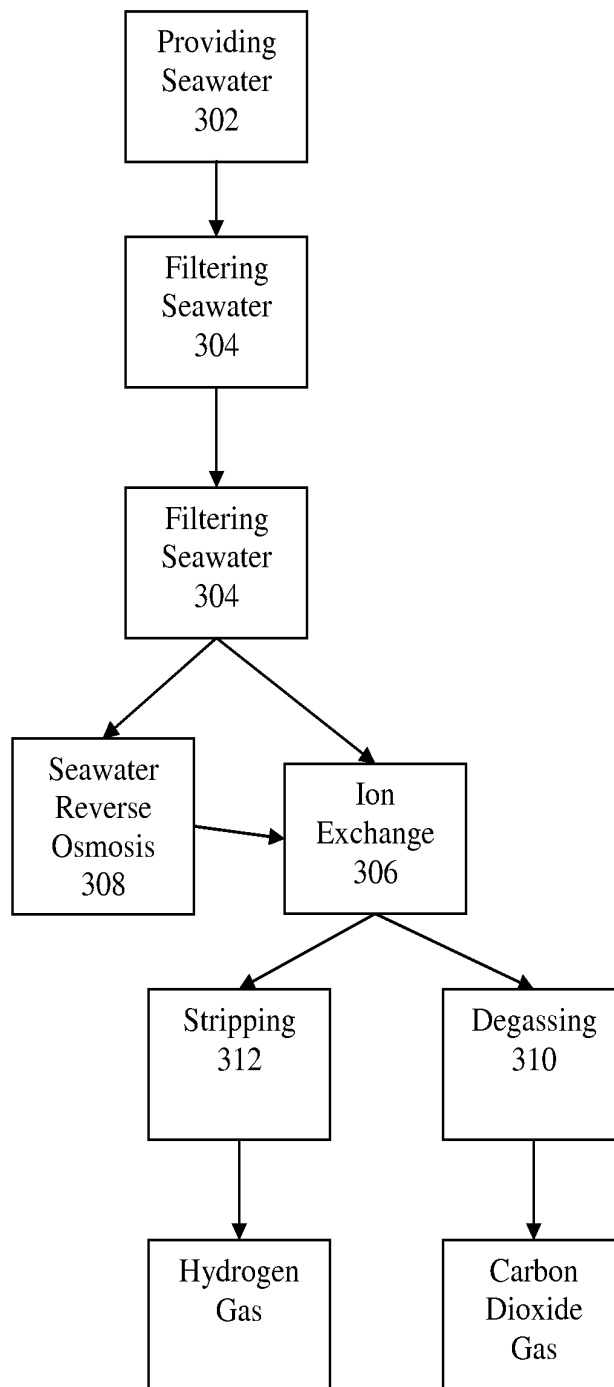 Providing
Seawater
302
Filtering
Seawater
304
Filtering
Seawater
304
Seawater
Reverse
Osmosis
308
Ion
Exchange
306
Stripping
312
Degassing
310
Hydrogen
Gas
Carbon
Dioxide
Gas